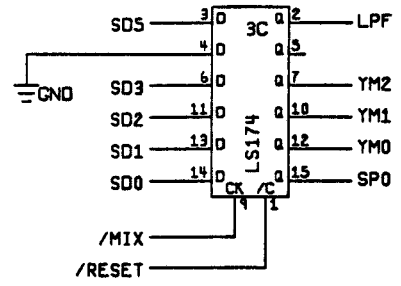 SD5 3 D 3C Q 2 LPF
4 D Q 5
GND
SD3 6 D Q 7 YM2
SD2 11 D Q 10 YM1
SD1 13 D Q 12 YM0
SD0 14 D Q 15 SP0
LS174
CK /C
9 1
/MIX
/RESET